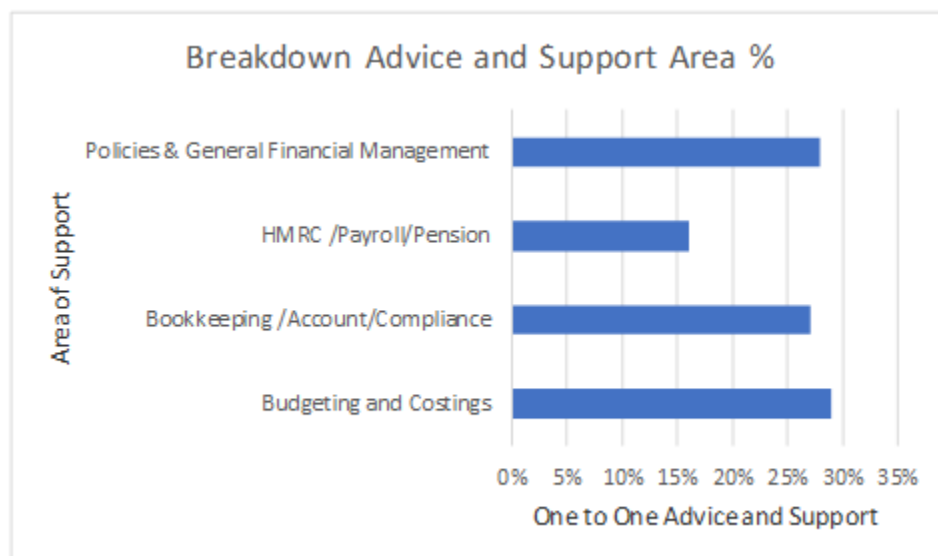 Breakdown Advice and Support Area %
Area of Support
Policies & General Financial Management
HMRC /Payroll/Pension
Bookkeeping /Account/Compliance
Budgeting and Costings
0% 5% 10% 15% 20% 25% 30% 35%
One to One Advice and Support